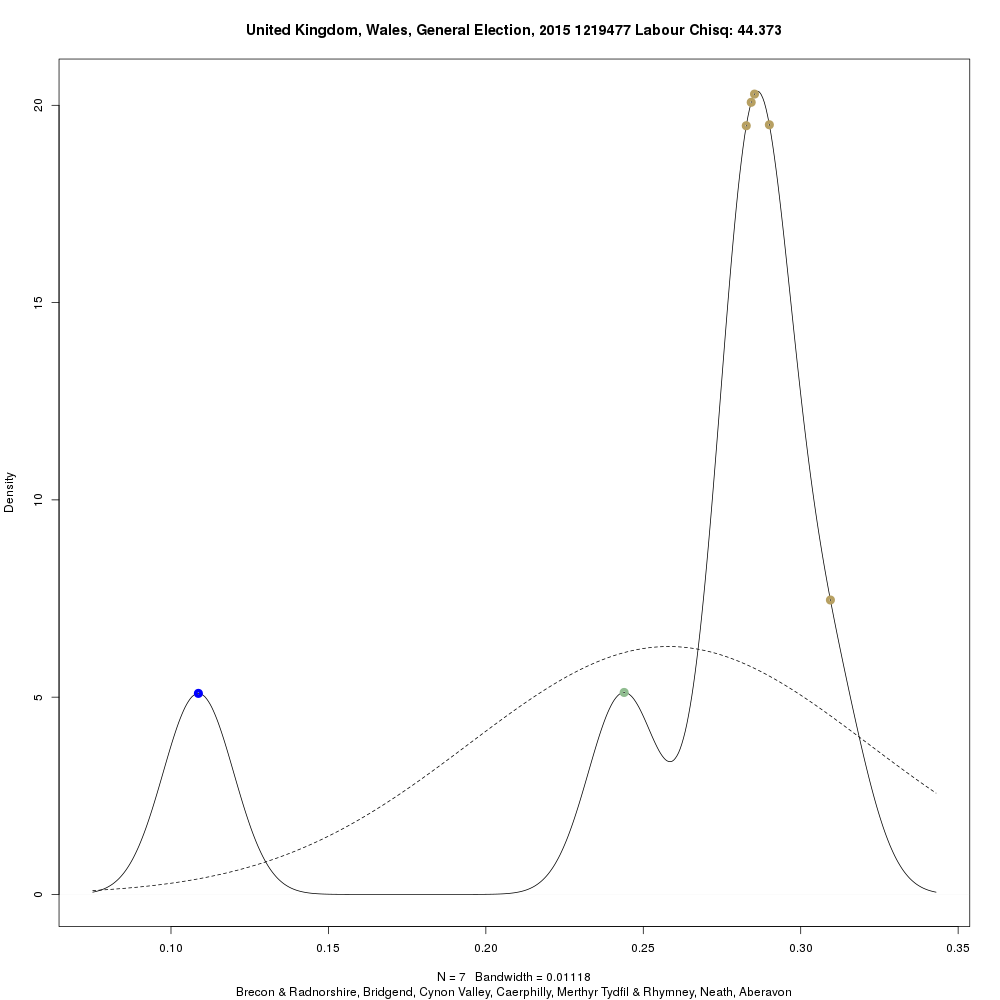 United Kingdom, Wales, General Election, 2015 1219477 Labour Chisq: 44.373
20
15
10
5
0
Density
0.10 0.15 0.20 0.25 0.30 0.35
N = 7 Bandwidth = 0.01118
Brecon & Radnorshire, Bridgend, Cynon Valley, Caerphilly, Merthyr Tydfil & Rhymney, Neath, Aberavon